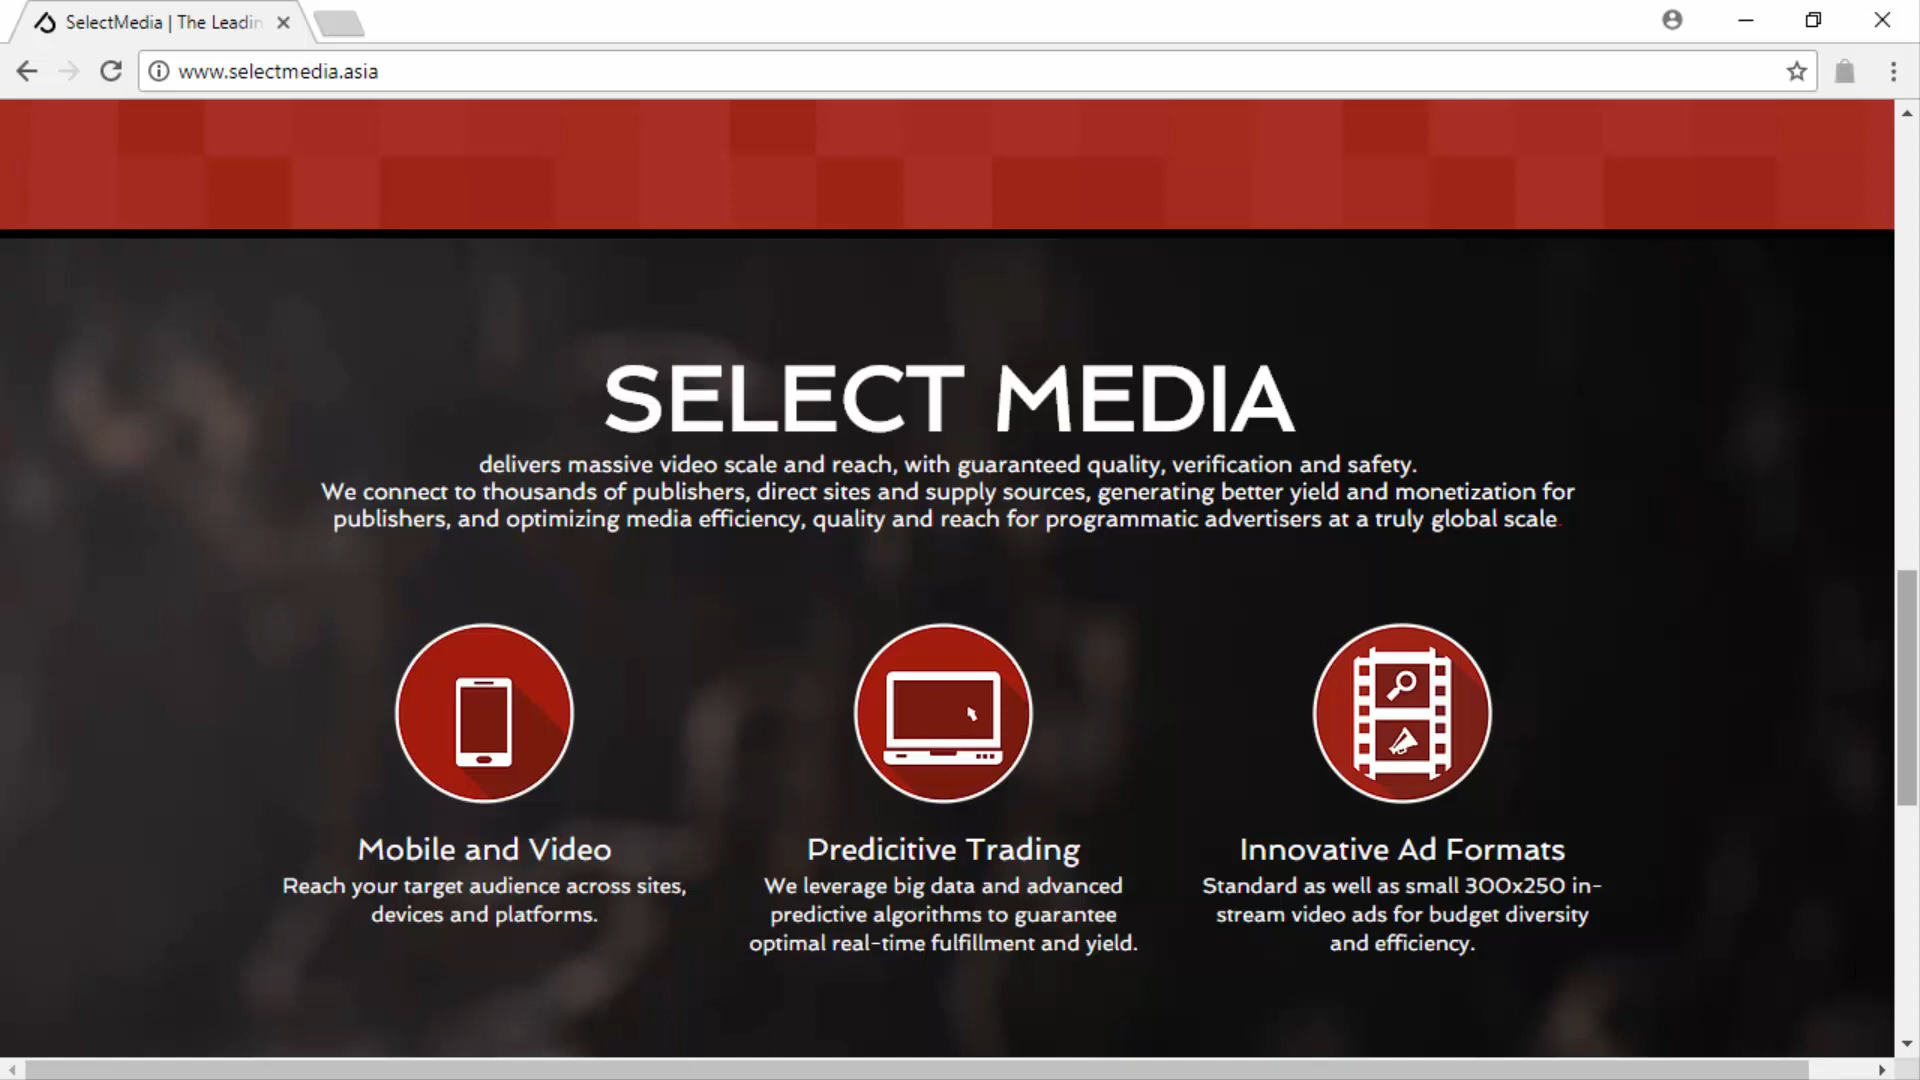 SelectMedia | The Leadin
www.selectmedia.asia
SELECT MEDIA
delivers massive video scale and reach, with guaranteed quality, verification and safety.
We connect to thousands of publishers, direct sites and supply sources, generating better yield and monetization for
publishers, and optimizing media efficiency, quality and reach for programmatic advertisers at a truly global scale
Mobile and Video
Reach your target audience across sites,
devices and platforms.
Predicitive Trading
We leverage big data and advanced
predictive algorithms to guarantee
optimal real-time fulfillment and yield.
Innovative Ad Formats
Standard as well as small 300x250 in-
stream video ads for budget diversity
and efficiency.